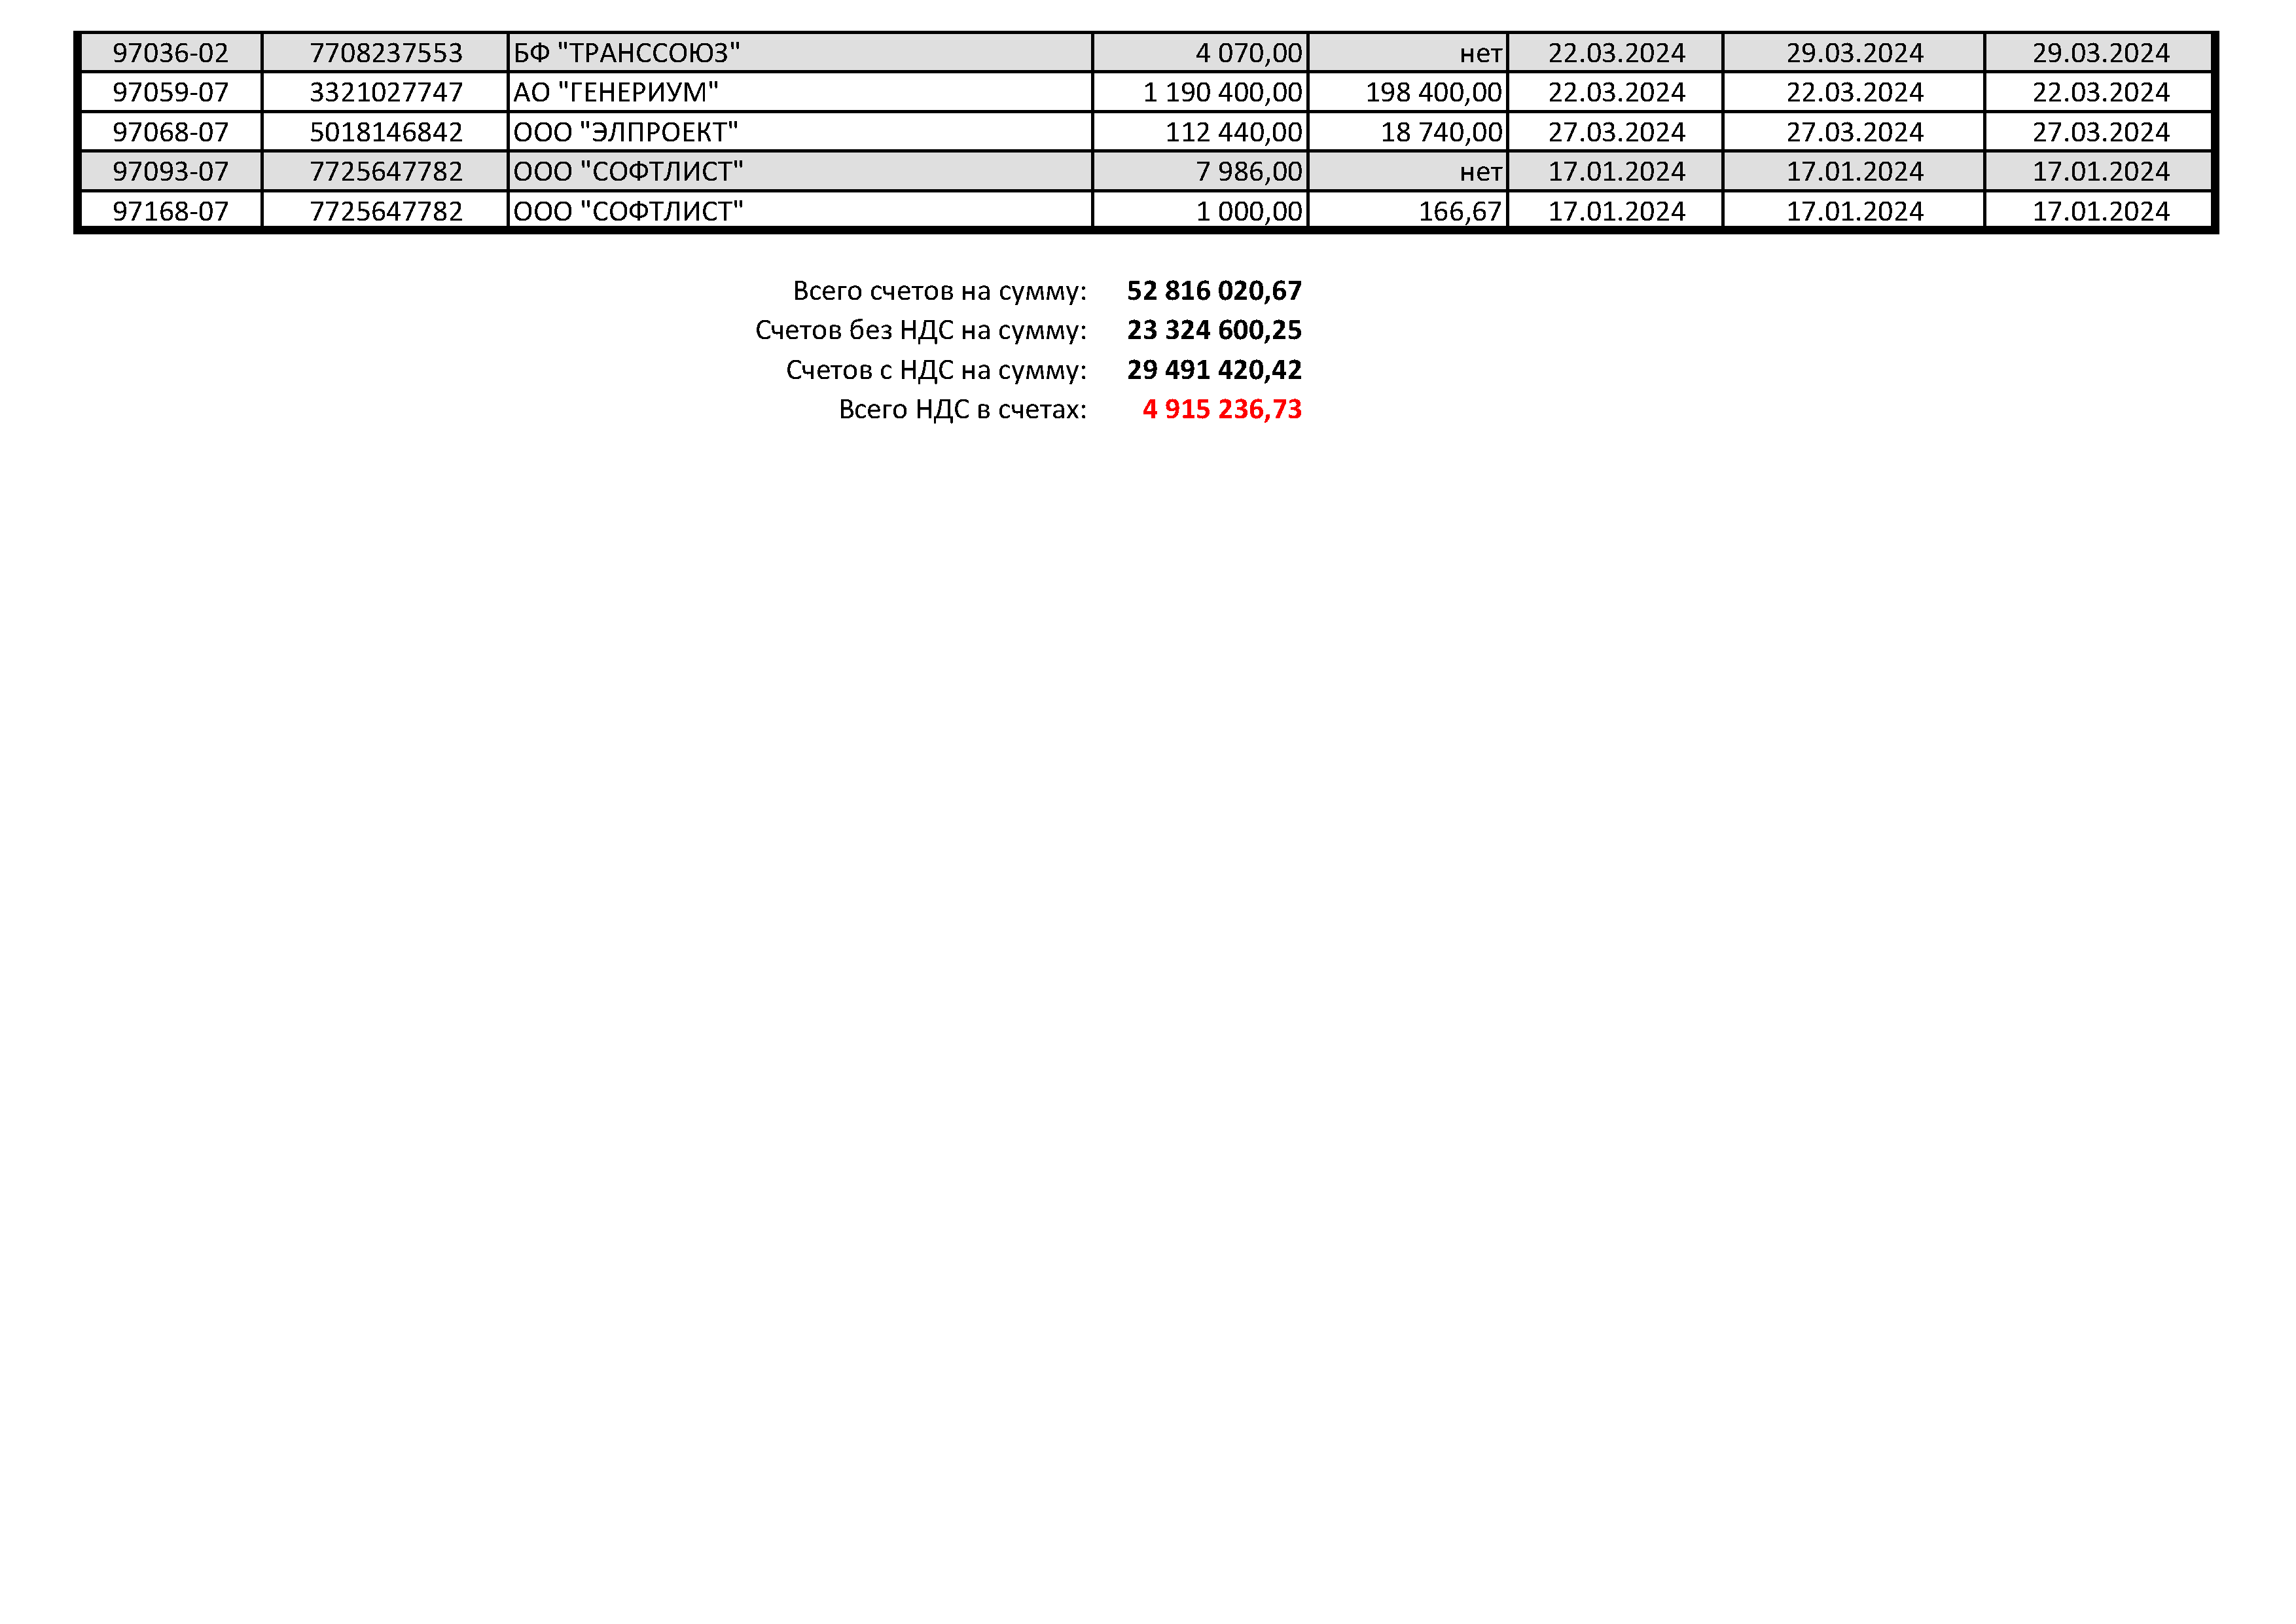 97036-02 7708237553 БФ "ТРАНССОЮЗ" 4 070,00 нет 22.03.2024 29.03.2024 29.03.2024
97059-07 3321027747 АО "ГЕНЕРИУМ" 1 190 400,00 198 400,00 22.03.2024 22.03.2024 22.03.2024
97068-07 5018146842 ООО "ЭЛПРОЕКТ" 112 440,00 18 740,00 27.03.2024 27.03.2024 27.03.2024
97093-07 7725647782 ООО "СОФТЛИСТ" 7 986,00 нет 17.01.2024 17.01.2024 17.01.2024
97168-07 7725647782 ООО "СОФТЛИСТ" 1 000,00 166,67 17.01.2024 17.01.2024 17.01.2024
Всего счетов на сумму: 52 816 020,67
Счетов без НДС на сумму: 23 324 600,25
Счетов с НДС на сумму: 29 491 420,42
Всего НДС в счетах: 4 915 236,73